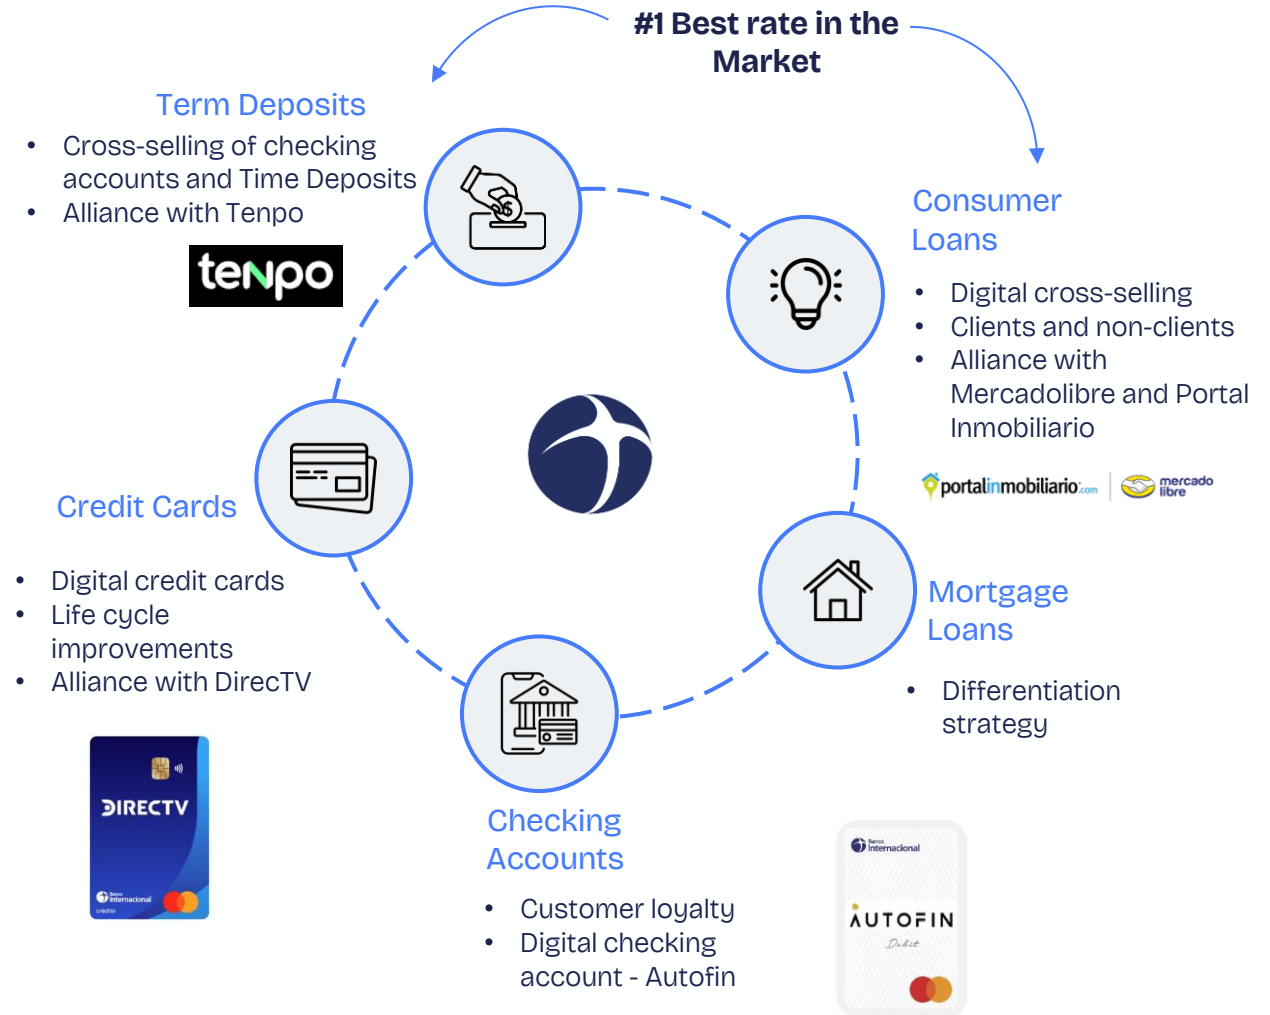 #1 Best rate in the
Market
Term Deposits
• Cross-selling of checking
accounts and Time Deposits
• Alliance with Tenpo
tenpo
Consumer
Loans
• Digital cross-selling
• Clients and non-clients
• Alliance with
Mercadolibre and Portal
Inmobiliario
portalinmobiliario.com
mercado
libre
Credit Cards
• Digital credit cards
• Life cycle
improvements
• Alliance with DirecTV
DIRECTV
Banco
Internacional
crédito
Mortgage
Loans
• Differentiation
strategy
Checking
Accounts
• Customer loyalty
• Digital checking
account - Autofin
Banco
Internacional
AUTOFIN
Debit